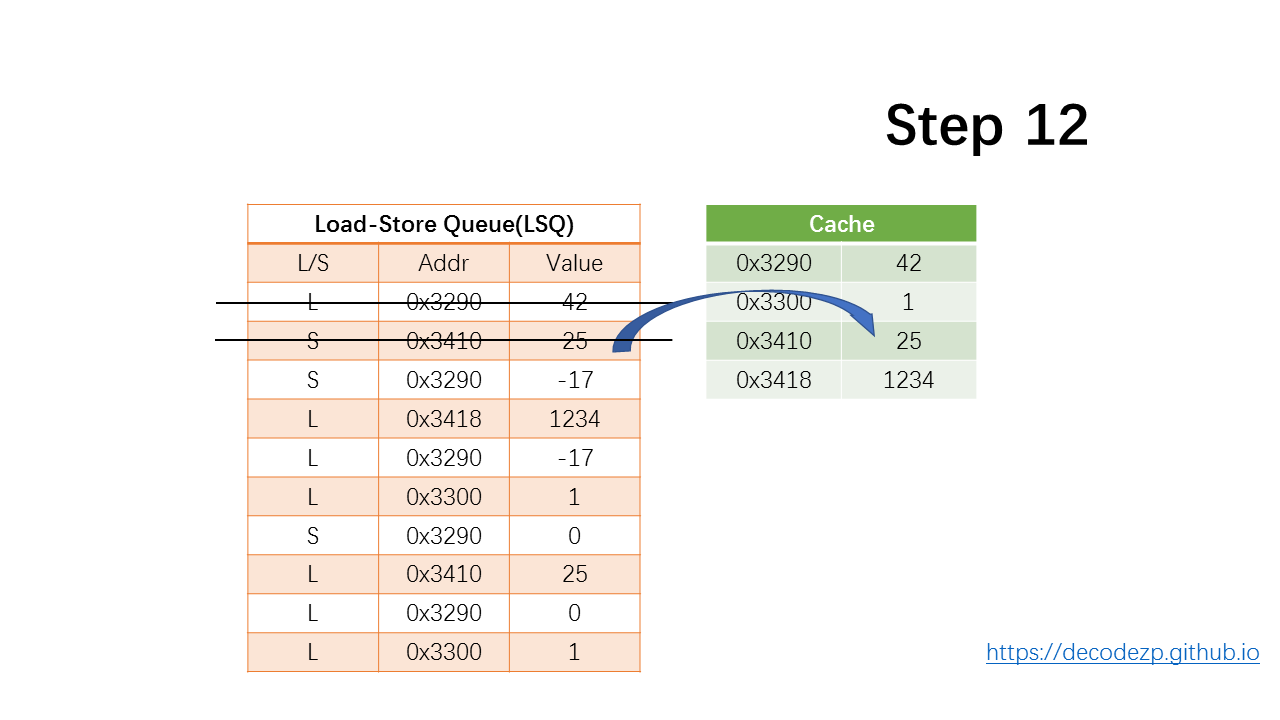 Step 12
Load-Store Queue(LSQ)
L/S Addr Value
L 0x3290 42
S 0x3410 25
S 0x3290 -17
L 0x3418 1234
L 0x3290 -17
L 0x3300 1
S 0x3290 0
L 0x3410 25
L 0x3290 0
L 0x3300 1
Cache
0x3290 42
0x3300 1
0x3410 25
0x3418 1234
https://decodezp.github.io